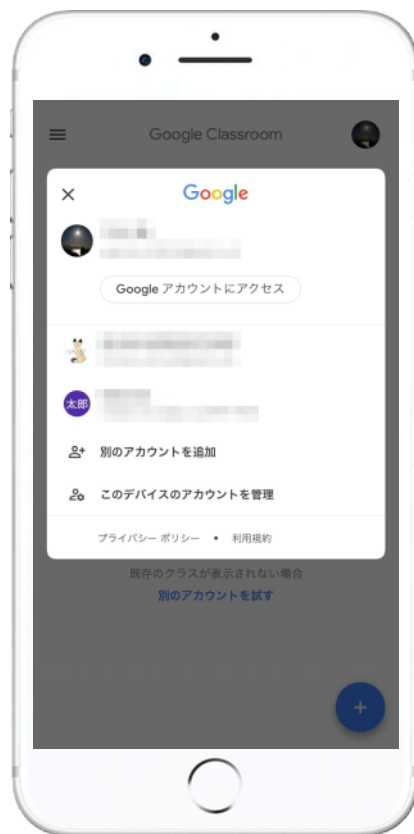 Google Classroom
Google
Google アカウントにアクセス
太郎
別のアカウントを追加
このデバイスのアカウントを管理
プライバシー ポリシー • 利用規約
既存のクラスが表示されない場合
別のアカウントを試す